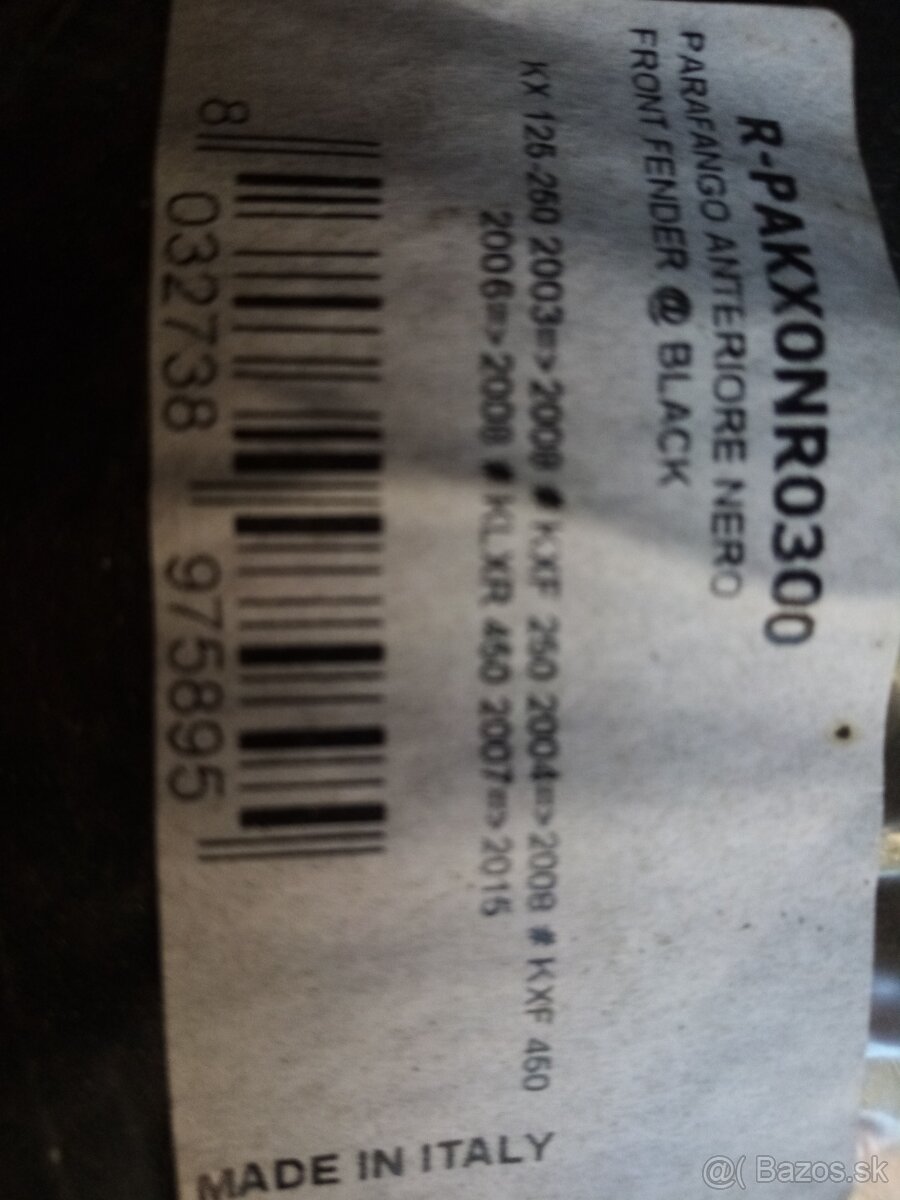 R-PAKX0NR0300
PARAFANGO ANTERIORE NERO
FRONT FENDER @ BLACK
KX 125-250 2003=>2008 # KXF 250 2004=>2008 # KXF 450
2006=>2008 # KLXR 450 2007=>2015
8 032738 975895
MADE IN ITALY
@( Bazos.sk